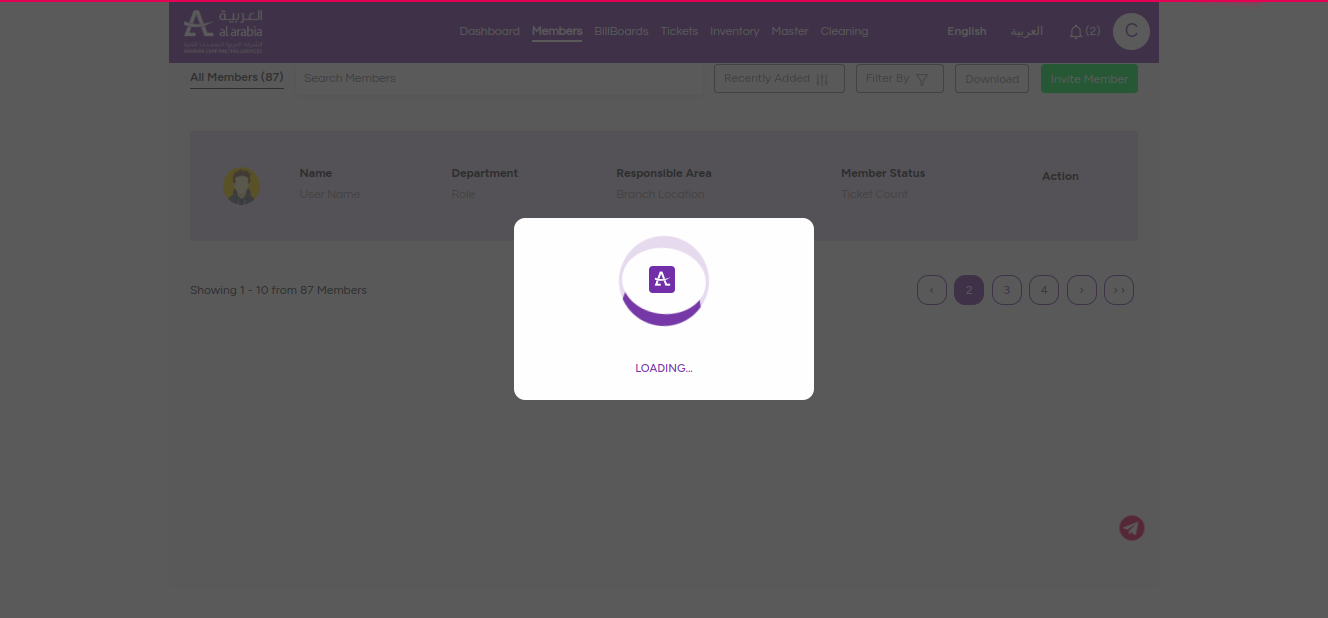 العربية
al arabia
Dashboard Members BillBoards Tickets Inventory Master Cleaning English العربية (2) C
All Members (87) Search Members Recently Added Filter By Download Invite Member
Name Department Responsible Area Member Status Action
User Name Role Branch Location Ticket Count
LOADING...
Showing 1 - 10 from 87 Members ‹ 2 3 4 › ››